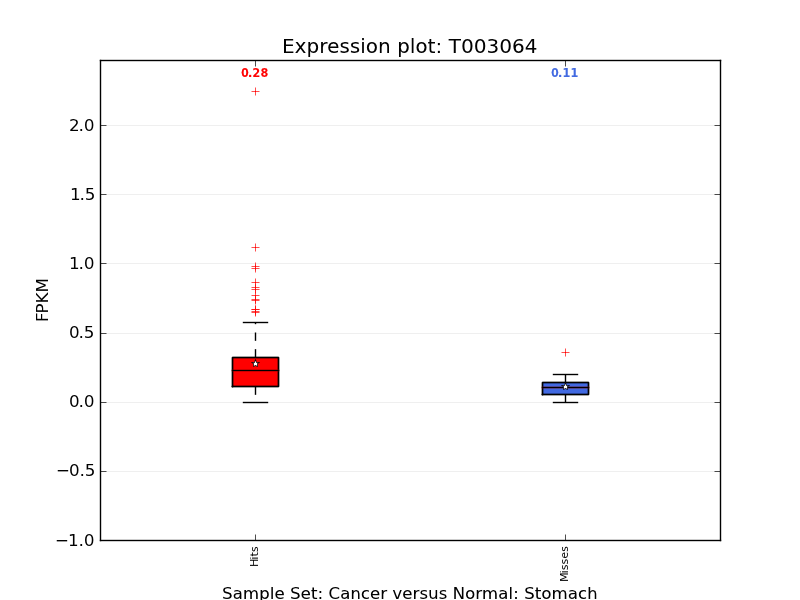 Expression plot: T003064
0.28
0.11
2.0
1.5
1.0
0.5
0.0
−0.5
−1.0
FPKM
Hits
Misses
Sample Set: Cancer versus Normal: Stomach